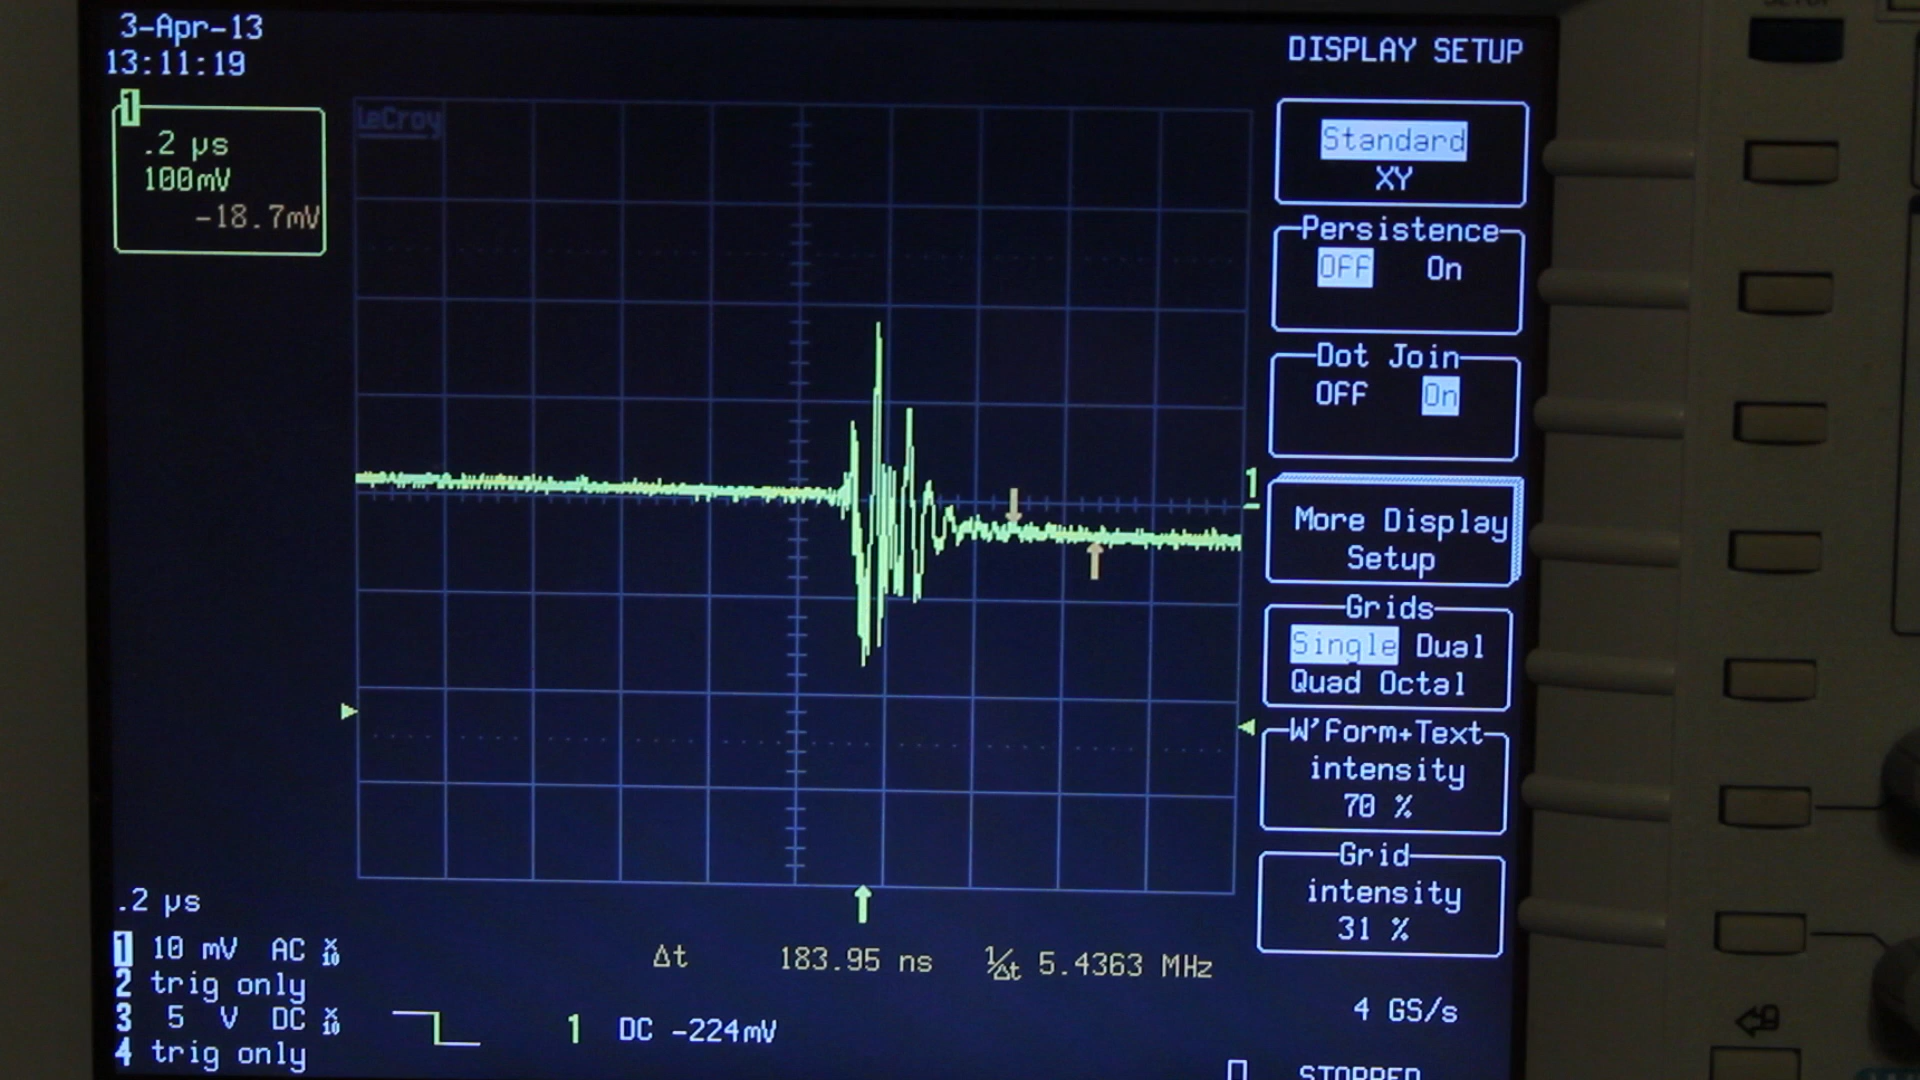 3-Apr-13
13:11:19
1
.2 µs
100mV
-18.7mV
LeCroy
DISPLAY SETUP
Standard
XY
Persistence
OFF On
Dot Join
OFF On
1
More Display
Setup
Grids
Single Dual
Quad Octal
W'form+Text
intensity
70 %
Grid
intensity
31 %
.2 µs
1 10 mV AC X10
2 trig only
3 5 V DC X10
4 trig only
Δt 183.95 ns 1/Δt 5.4363 MHz
1 DC -224mV
4 GS/s
STOPPED